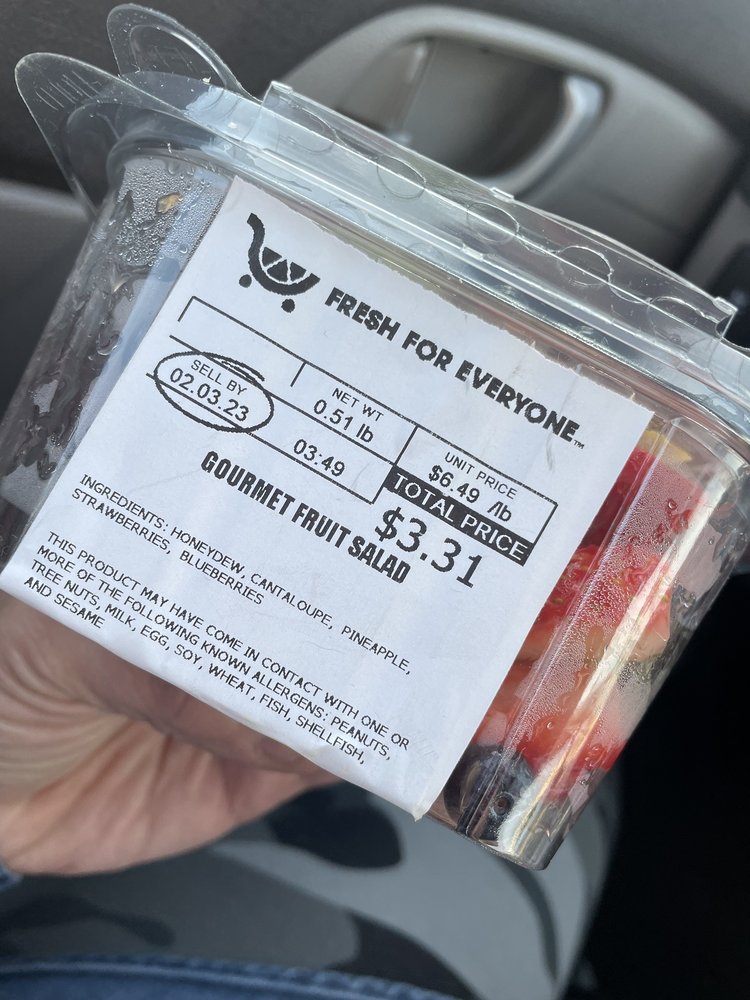 FRESH FOR EVERYONE™
SELL BY
02.03.23
NET WT
0.51 lb
UNIT PRICE
$6.49 /lb
03:49
TOTAL PRICE
$3.31
GOURMET FRUIT SALAD
INGREDIENTS: HONEYDEW, CANTALOUPE, PINEAPPLE,
STRAWBERRIES, BLUEBERRIES
THIS PRODUCT MAY HAVE COME IN CONTACT WITH ONE OR
MORE OF THE FOLLOWING KNOWN ALLERGENS: PEANUTS,
TREE NUTS, MILK, EGG, SOY, WHEAT, FISH, SHELLFISH,
AND SESAME